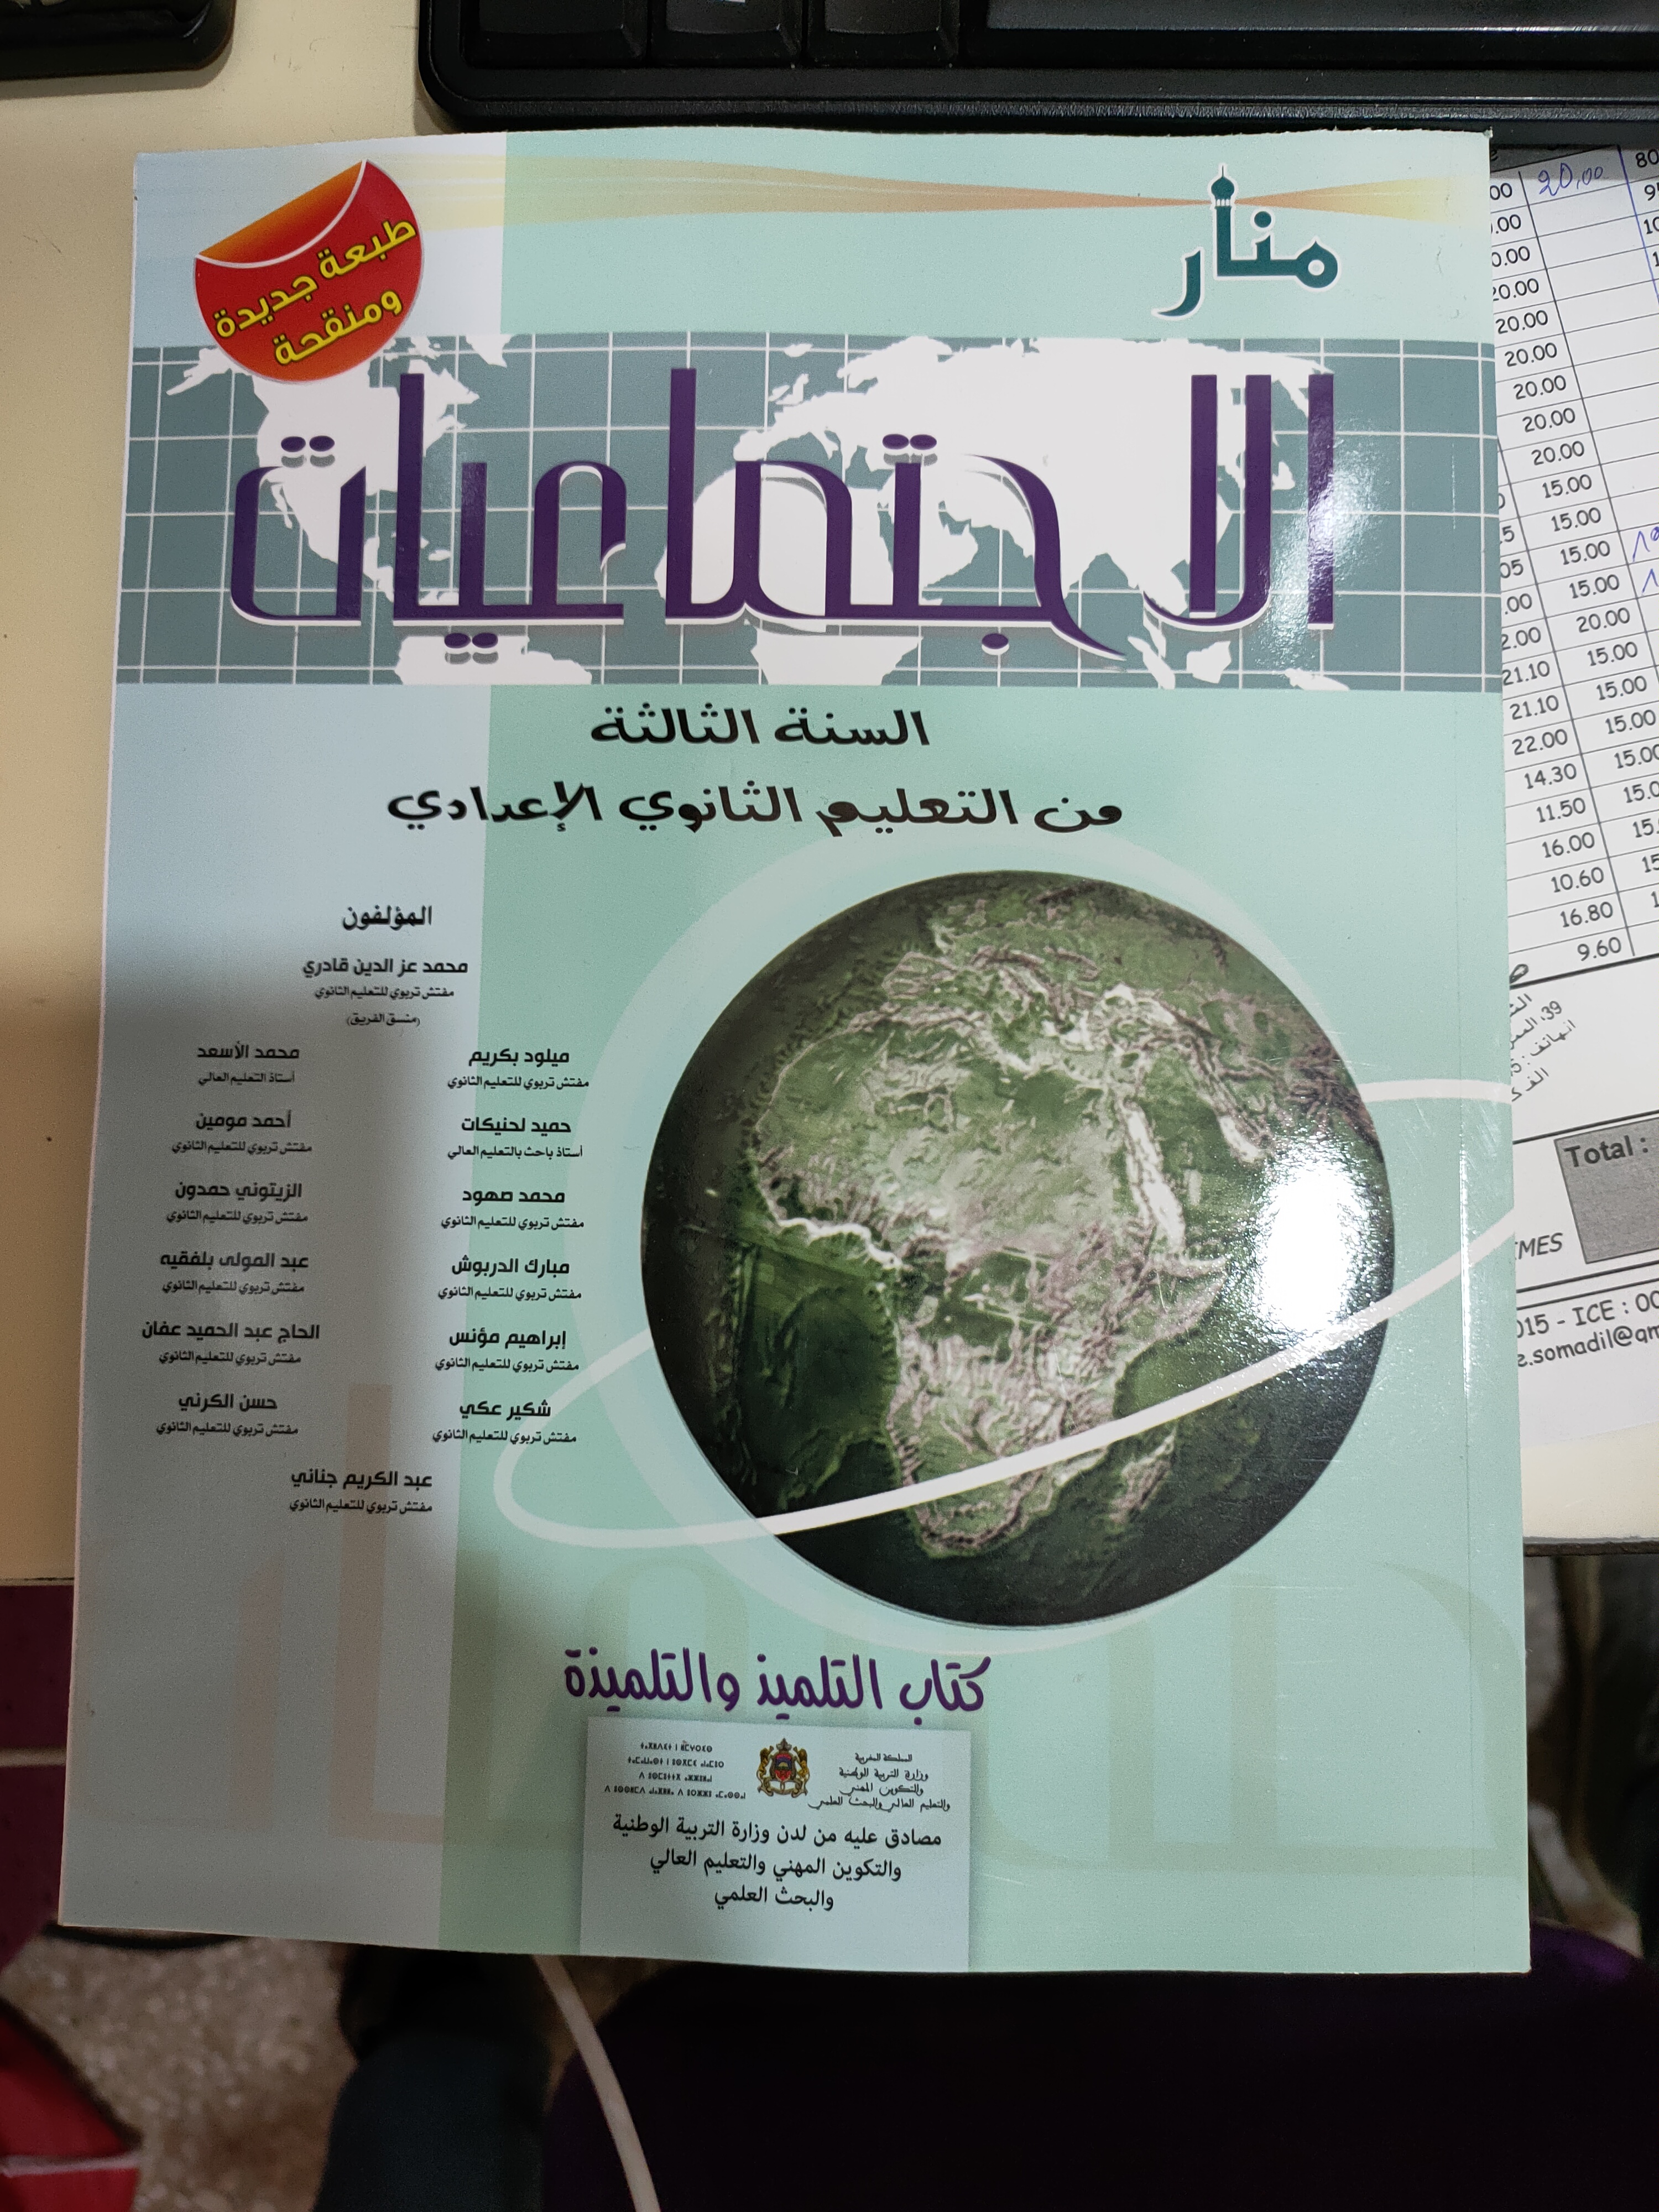 منار
طبعة جديدة
ومنقحة
الاجتماعيات
السنة الثالثة
من التعليم الثانوي الإعدادي
المؤلفون
محمد عز الدين قادري
مفتش تربوي للتعليم الثانوي
(منسق الفريق)
ميلود بكريم
مفتش تربوي للتعليم الثانوي
محمد الأسعد
أستاذ التعليم العالي
حميد لحنيكات
أستاذ باحث بالتعليم العالي
أحمد مومين
مفتش تربوي للتعليم الثانوي
محمد صهود
مفتش تربوي للتعليم الثانوي
الزيتوني حمدون
مفتش تربوي للتعليم الثانوي
مبارك الدربوش
مفتش تربوي للتعليم الثانوي
عبد المولى بلفقيه
مفتش تربوي للتعليم الثانوي
إبراهيم مؤنس
مفتش تربوي للتعليم الثانوي
الحاج عبد الحميد عفان
مفتش تربوي للتعليم الثانوي
شكير عكي
مفتش تربوي للتعليم الثانوي
حسن الكرني
مفتش تربوي للتعليم الثانوي
عبد الكريم جناني
مفتش تربوي للتعليم الثانوي
كتاب التلميذ والتلميذة
المملكة المغربية
وزارة التربية الوطنية
والتكوين المهني
والتعليم العالي والبحث العلمي
مصادق عليه من لدن وزارة التربية الوطنية
والتكوين المهني والتعليم العالي
والبحث العلمي
20,00
20.00
20.00
20.00
20.00
20.00
20.00
15.00
15.00
15.00
15.00
20.00
21.10 15.00
21.10 15.00
22.00 15.00
14.30
11.50
16.00
10.60
16.80
9.60
Total :